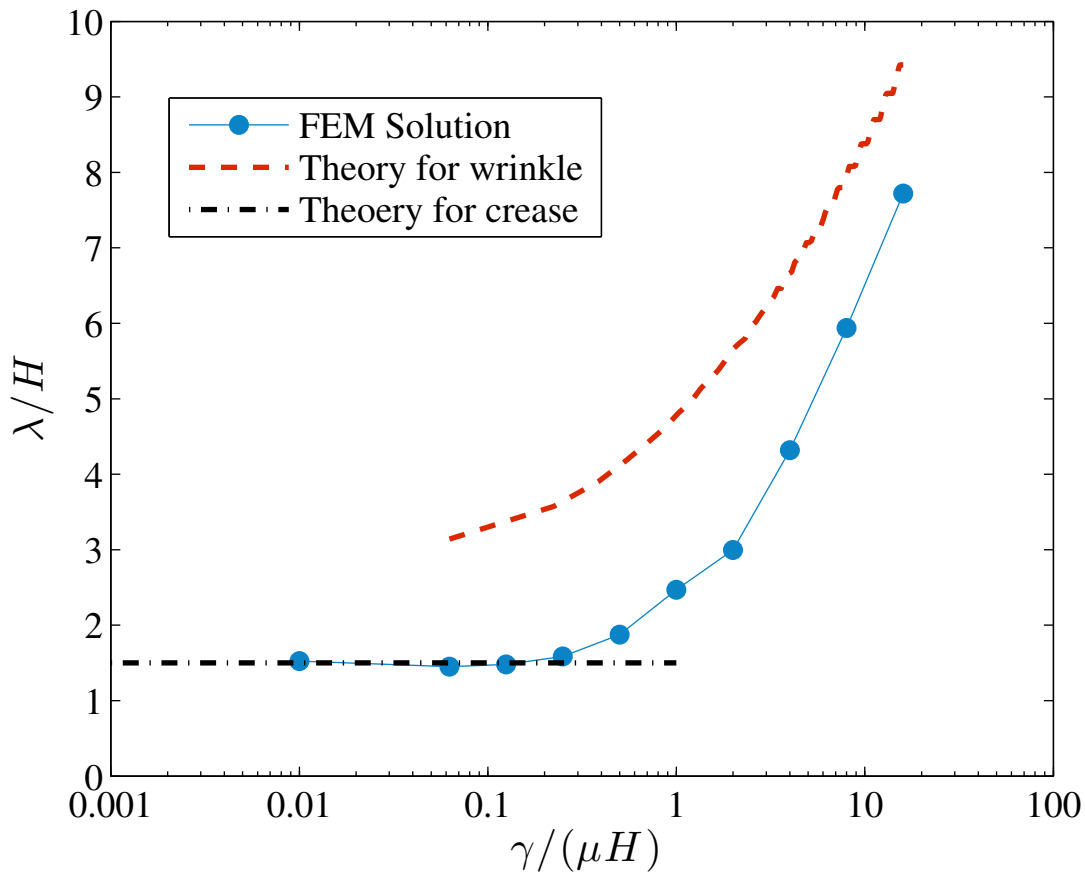 10
9
8
7
6
5
4
3
2
1
0
λ/H
FEM Solution
Theory for wrinkle
Theoery for crease
0.001 0.01 0.1 1 10 100
γ/(μH)